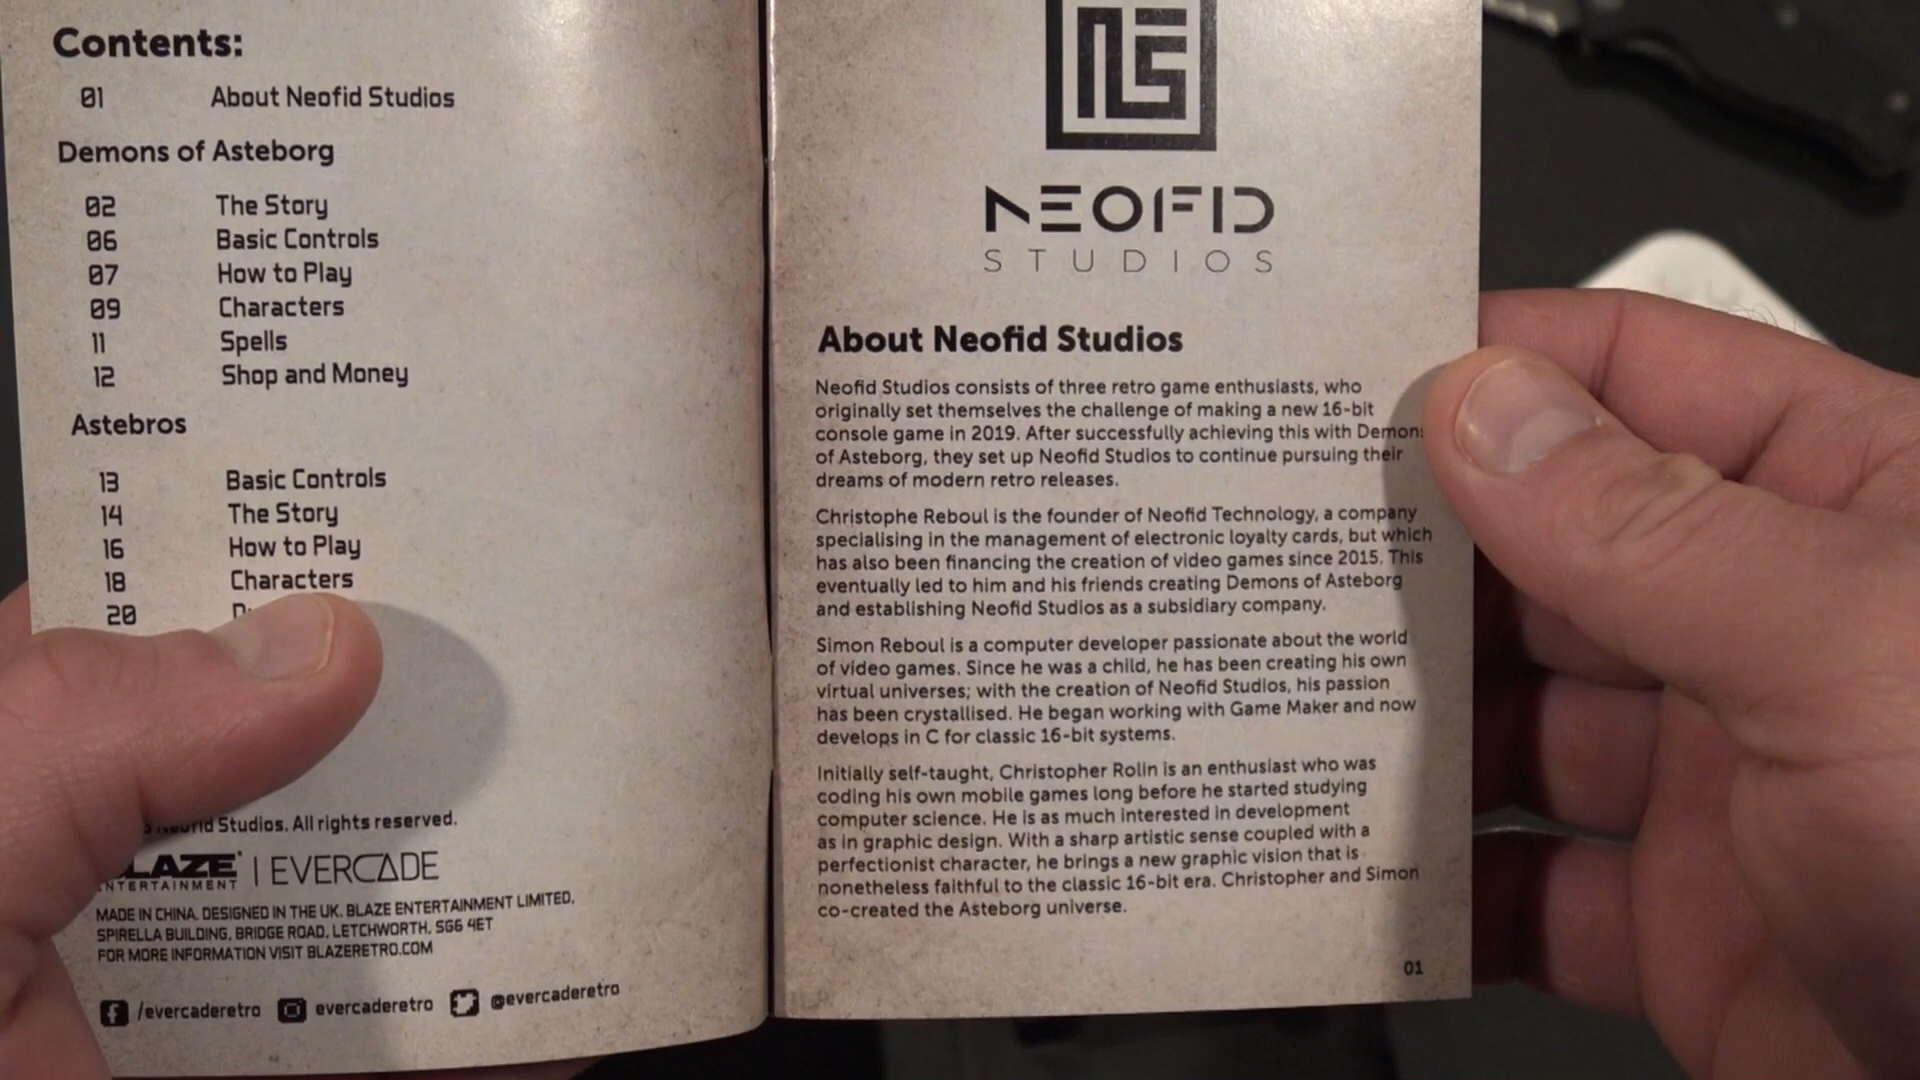 Contents:
01 About Neofid Studios
Demons of Asteborg
02 The Story
06 Basic Controls
07 How to Play
09 Characters
11 Spells
12 Shop and Money
Astebros
13 Basic Controls
14 The Story
16 How to Play
18 Characters
20
Studios. All rights reserved.
BLAZE ENTERTAINMENT | EVERCADE
MADE IN CHINA. DESIGNED IN THE UK. BLAZE ENTERTAINMENT LIMITED,
SPIRELLA BUILDING, BRIDGE ROAD, LETCHWORTH, SG6 4ET
FOR MORE INFORMATION VISIT BLAZERETRO.COM
/evercaderetro evercaderetro @evercaderetro
NS
NEOFID
STUDIOS
About Neofid Studios
Neofid Studios consists of three retro game enthusiasts, who
originally set themselves the challenge of making a new 16-bit
console game in 2019. After successfully achieving this with Demons
of Asteborg, they set up Neofid Studios to continue pursuing their
dreams of modern retro releases.
Christophe Reboul is the founder of Neofid Technology, a company
specialising in the management of electronic loyalty cards, but which
has also been financing the creation of video games since 2015. This
eventually led to him and his friends creating Demons of Asteborg
and establishing Neofid Studios as a subsidiary company.
Simon Reboul is a computer developer passionate about the world
of video games. Since he was a child, he has been creating his own
virtual universes; with the creation of Neofid Studios, his passion
has been crystallised. He began working with Game Maker and now
develops in C for classic 16-bit systems.
Initially self-taught, Christopher Rolin is an enthusiast who was
coding his own mobile games long before he started studying
computer science. He is as much interested in development
as in graphic design. With a sharp artistic sense coupled with a
perfectionist character, he brings a new graphic vision that is
nonetheless faithful to the classic 16-bit era. Christopher and Simon
co-created the Asteborg universe.
01